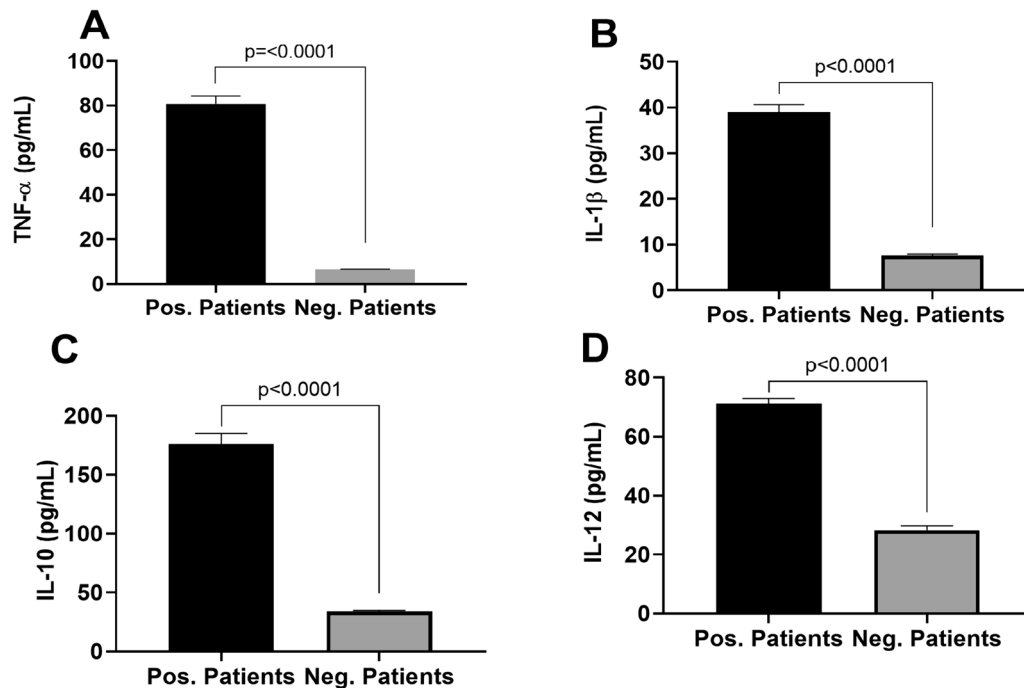 A
p=<0.0001
TNF-α (pg/mL)
100
80
60
40
20
0
Pos. Patients Neg. Patients
B
p<0.0001
IL-1β (pg/mL)
50
40
30
20
10
0
Pos. Patients Neg. Patients
C
p<0.0001
IL-10 (pg/mL)
200
150
100
50
0
Pos. Patients Neg. Patients
D
p<0.0001
IL-12 (pg/mL)
80
60
40
20
0
Pos. Patients Neg. Patients